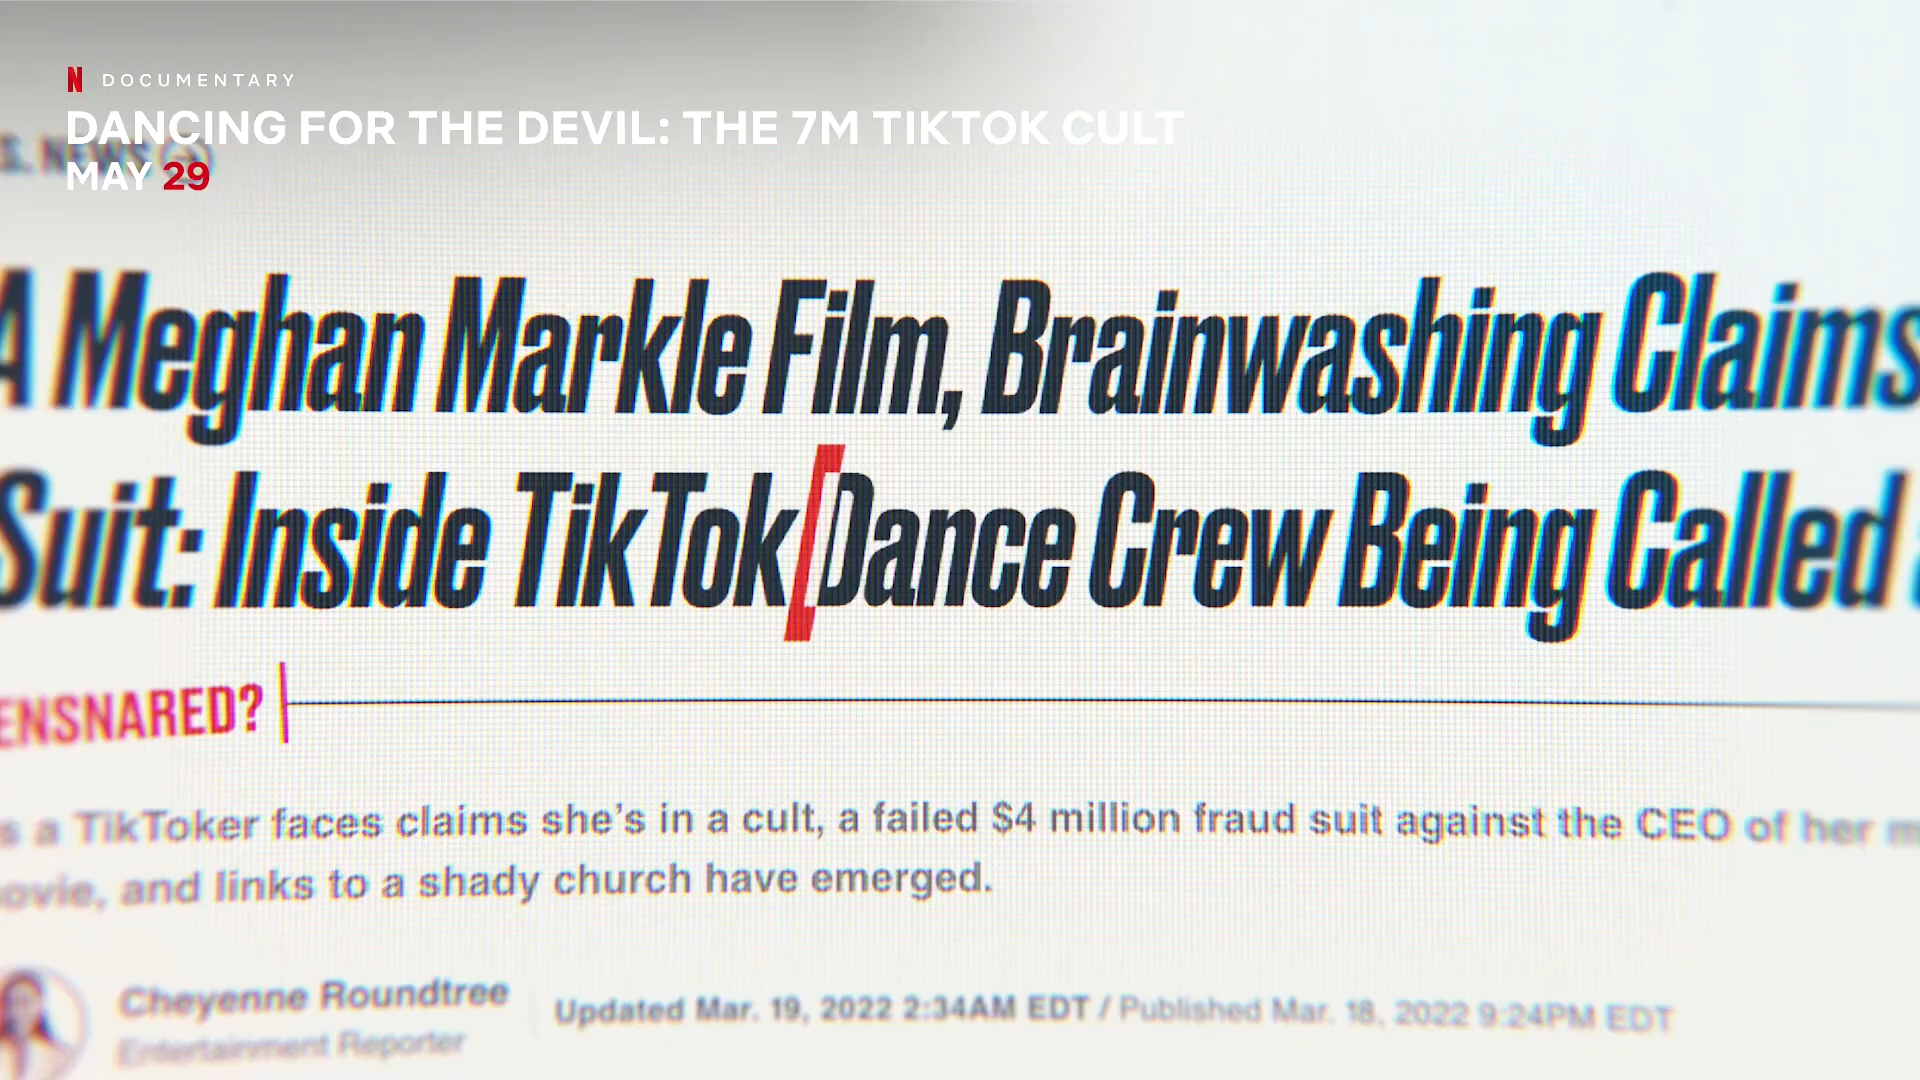 N DOCUMENTARY
DANCING FOR THE DEVIL: THE 7M TIKTOK CULT
MAY 29
S. NEWS
A Meghan Markle Film, Brainwashing Claims
Suit: Inside TikTok Dance Crew Being Called
ENSNARED?
a TikToker faces claims she's in a cult, a failed $4 million fraud suit against the CEO of her
ovie, and links to a shady church have emerged.
Cheyenne Roundtree
Updated Mar. 19, 2022 2:34AM EDT / Published Mar. 18, 2022 9:24PM EDT
Entertainment Reporter